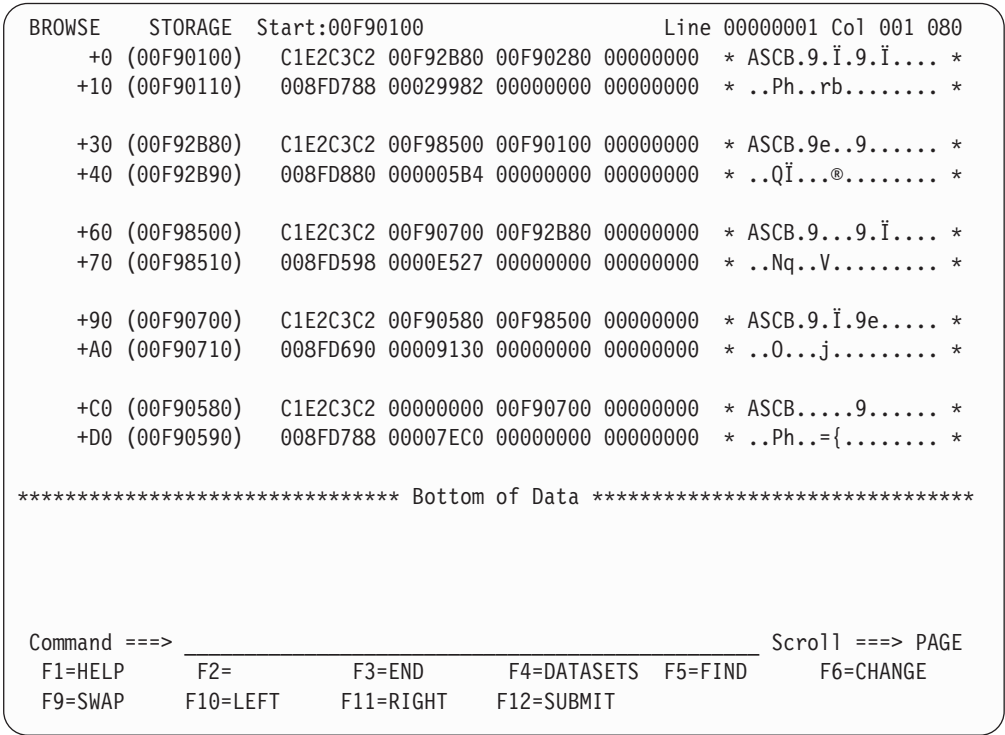 BROWSE    STORAGE  Start:00F90100                    Line 00000001 Col 001 080
     +0 (00F90100)   C1E2C3C2 00F92B80 00F90280 00000000  * ASCB.9.Ï.9.Ï.... *
    +10 (00F90110)   008FD788 00029982 00000000 00000000  * ..Ph..rb........ *
    +30 (00F92B80)   C1E2C3C2 00F98500 00F90100 00000000  * ASCB.9e..9...... *
    +40 (00F92B90)   008FD880 000005B4 00000000 00000000  * ..QÏ...®........ *
    +60 (00F98500)   C1E2C3C2 00F90700 00F92B80 00000000  * ASCB.9...9.Ï.... *
    +70 (00F98510)   008FD598 0000E527 00000000 00000000  * ..Nq..V......... *
    +90 (00F90700)   C1E2C3C2 00F90580 00F98500 00000000  * ASCB.9.Ï.9e..... *
    +A0 (00F90710)   008FD690 00009130 00000000 00000000  * ..O...j......... *
    +C0 (00F90580)   C1E2C3C2 00000000 00F90700 00000000  * ASCB.....9...... *
    +D0 (00F90590)   008FD788 00007EC0 00000000 00000000  * ..Ph..={........ *
******************************** Bottom of Data ********************************
Command ===> ________________________________________________ Scroll ===> PAGE
F1=HELP      F2=          F3=END       F4=DATASETS  F5=FIND      F6=CHANGE
F9=SWAP     F10=LEFT     F11=RIGHT    F12=SUBMIT